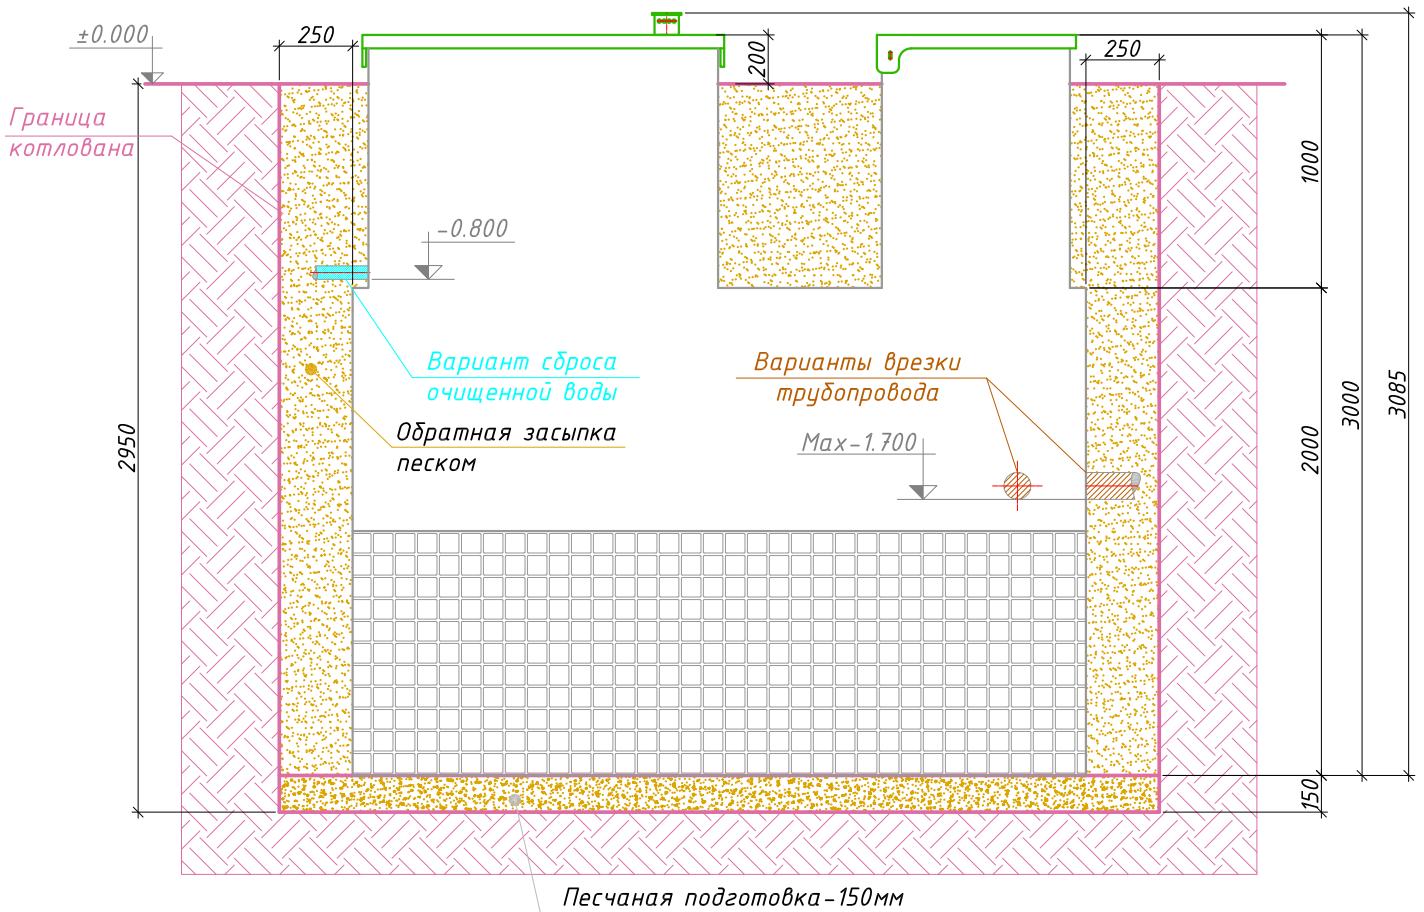 ±0.000
250
200
250
Граница
котлована
1000
-0.800
Вариант сброса
очищенной воды
Варианты врезки
трубопровода
3000
3085
Обратная засыпка
песком
Max-1.700
2950
2000
150
Песчаная подготовка-150мм